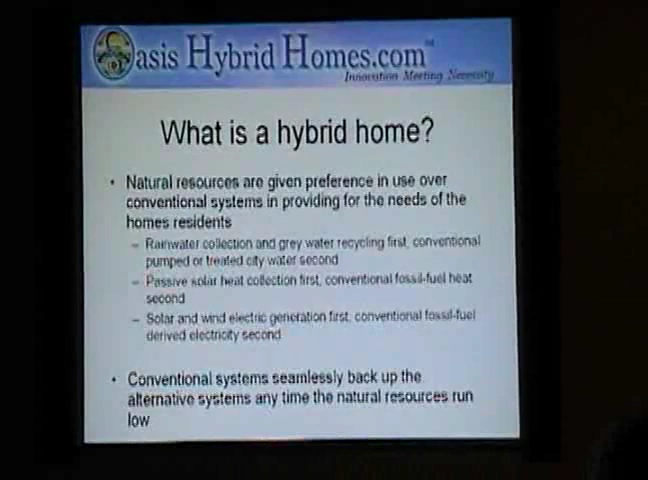 Oasis Hybrid Homes.com™
Innovation Meeting Necessity
What is a hybrid home?
• Natural resources are given preference in use over
conventional systems in providing for the needs of the
homes residents
– Rainwater collection and grey water recycling first, conventional
pumped or treated city water second
– Passive solar heat collection first, conventional fossil-fuel heat
second
– Solar and wind electric generation first, conventional fossil-fuel
derived electricity second
• Conventional systems seamlessly back up the
alternative systems any time the natural resources run
low